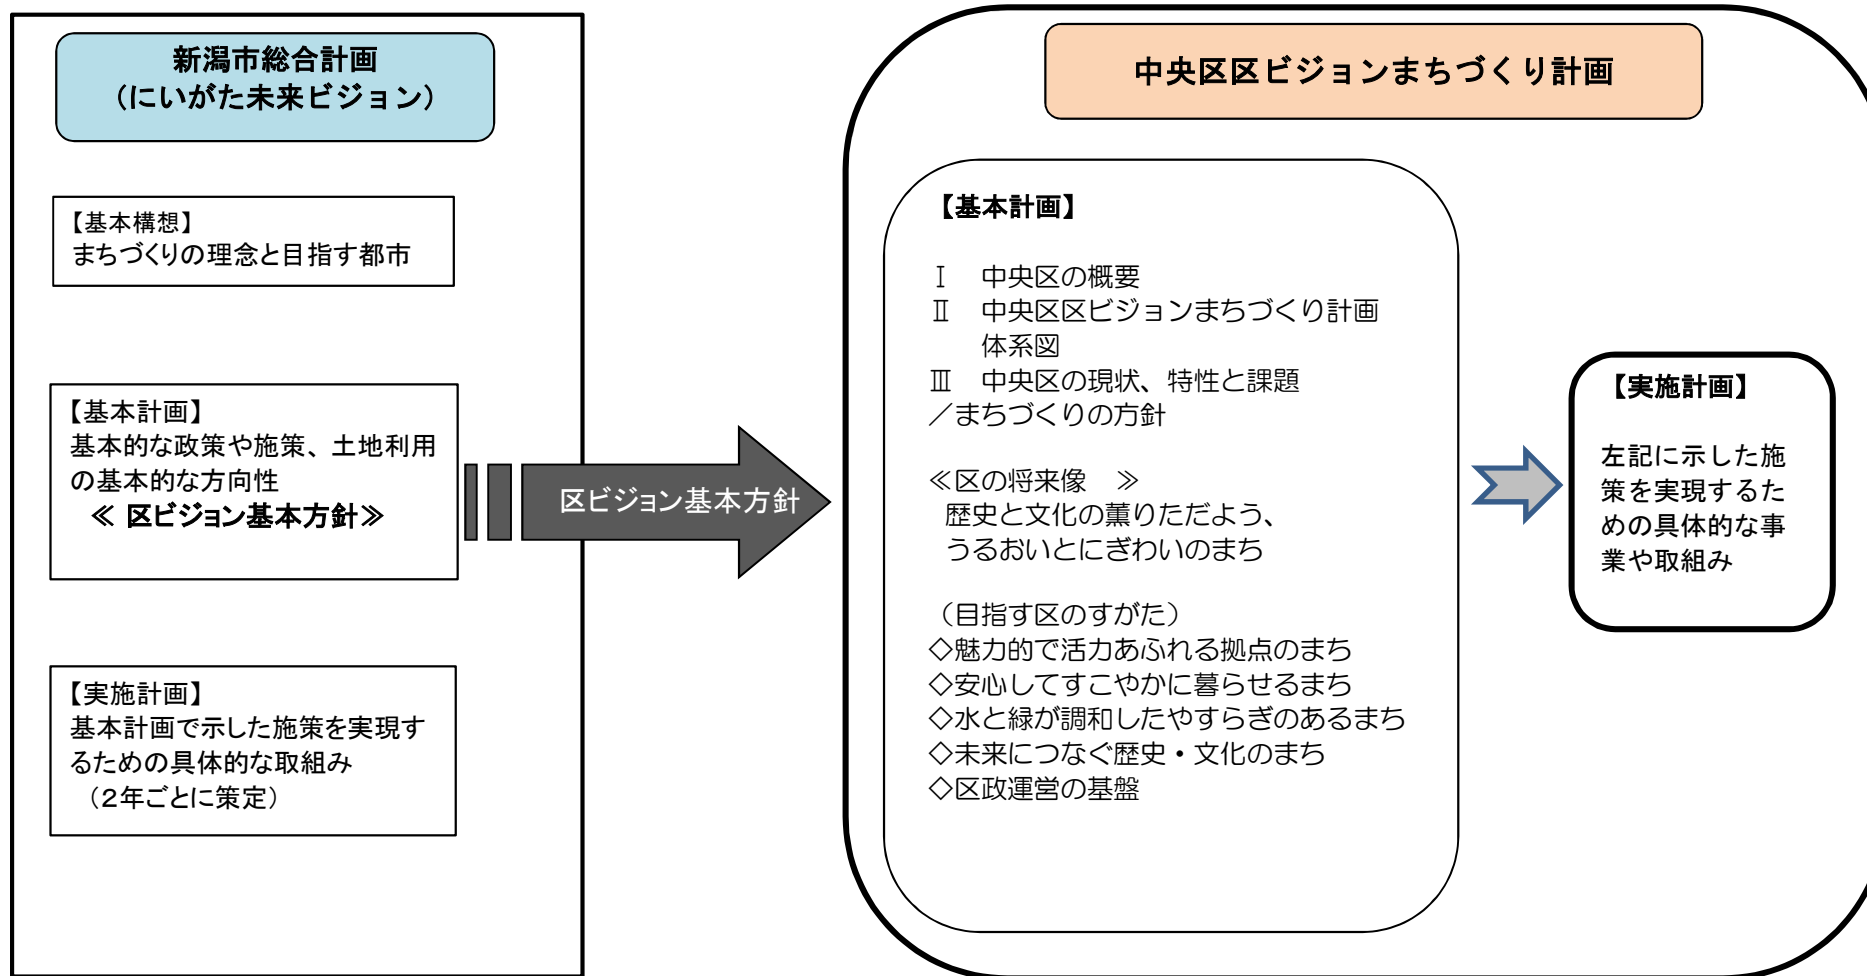 新潟市総合計画
(にいがた未来ビジョン)
【基本構想】
まちづくりの理念と目指す都市
【基本計画】
基本的な政策や施策、土地利用
の基本的な方向性
≪ 区ビジョン基本方針≫
【実施計画】
基本計画で示した施策を実現す
るための具体的な取組み
（2年ごとに策定）
区ビジョン基本方針
中央区区ビジョンまちづくり計画
【基本計画】
Ⅰ　中央区の概要
Ⅱ　中央区区ビジョンまちづくり計画
体系図
Ⅲ　中央区の現状、特性と課題
／まちづくりの方針
≪区の将来像　≫
歴史と文化の薫りただよう、
うるおいとにぎわいのまち
（目指す区のすがた）
◇魅力的で活力あふれる拠点のまち
◇安心してすこやかに暮らせるまち
◇水と緑が調和したやすらぎのあるまち
◇未来につなぐ歴史・文化のまち
◇区政運営の基盤
【実施計画】
左記に示した施
策を実現するた
めの具体的な事
業や取組み